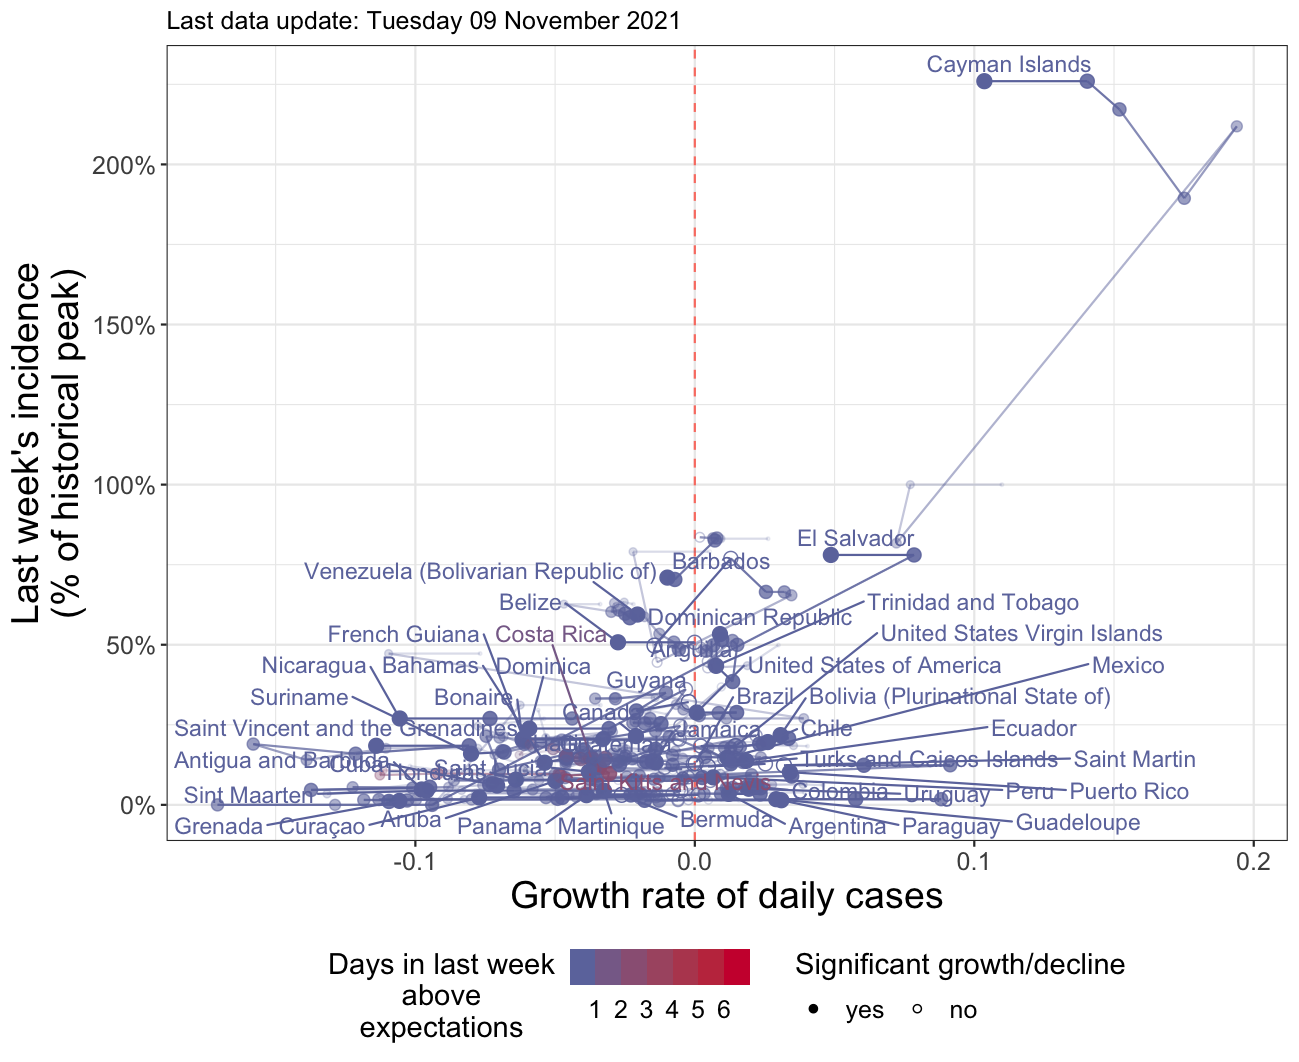 Last data update: Tuesday 09 November 2021
Last week's incidence
(% of historical peak)
200%
150%
100%
50%
0%
Cayman Islands
El Salvador
Barbados
Venezuela (Bolivarian Republic of)
Belize
Dominican Republic
Trinidad and Tobago
French Guiana
Costa Rica
Anguilla
United States Virgin Islands
Nicaragua
Bahamas
Dominica
United States of America
Mexico
Guyana
Suriname
Bonaire
Canada
Brazil
Bolivia (Plurinational State of)
Saint Vincent and the Grenadines
Jamaica
Chile
Ecuador
Guatemala
Antigua and Barbuda
Cuba
Honduras
Saint Lucia
Turks and Caicos Islands
Saint Martin
Saint Kitts and Nevis
Sint Maarten
Colombia
Uruguay
Peru
Puerto Rico
Grenada
Curaçao
Aruba
Panama
Martinique
Bermuda
Argentina
Paraguay
Guadeloupe
-0.1
0.0
0.1
0.2
Growth rate of daily cases
Days in last week
above
expectations
1 2 3 4 5 6
Significant growth/decline
yes
no